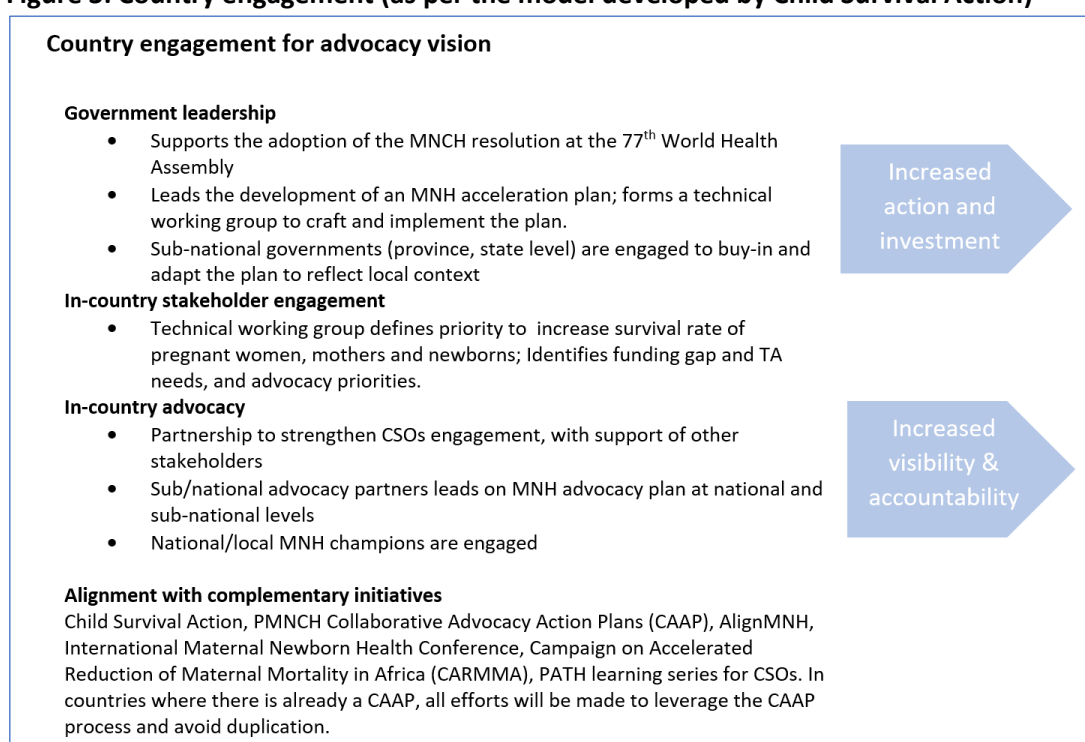 Figure 3: Country engagement (as per the model developed by Child Survival Action)
Country engagement for advocacy vision
Government leadership
• Supports the adoption of the MNCH resolution at the 77th World Health
Assembly
• Leads the development of an MNH acceleration plan; forms a technical
working group to craft and implement the plan.
• Sub-national governments (province, state level) are engaged to buy-in and
adapt the plan to reflect local context
Increased
action and
investment
In-country stakeholder engagement
• Technical working group defines priority to  increase survival rate of
pregnant women, mothers and newborns; Identifies funding gap and TA
needs, and advocacy priorities.
In-country advocacy
• Partnership to strengthen CSOs engagement, with support of other
stakeholders
• Sub/national advocacy partners leads on MNH advocacy plan at national and
sub-national levels
• National/local MNH champions are engaged
Increased
visibility &
accountability
Alignment with complementary initiatives
Child Survival Action, PMNCH Collaborative Advocacy Action Plans (CAAP), AlignMNH,
International Maternal Newborn Health Conference, Campaign on Accelerated
Reduction of Maternal Mortality in Africa (CARMMA), PATH learning series for CSOs. In
countries where there is already a CAAP, all efforts will be made to leverage the CAAP
process and avoid duplication.